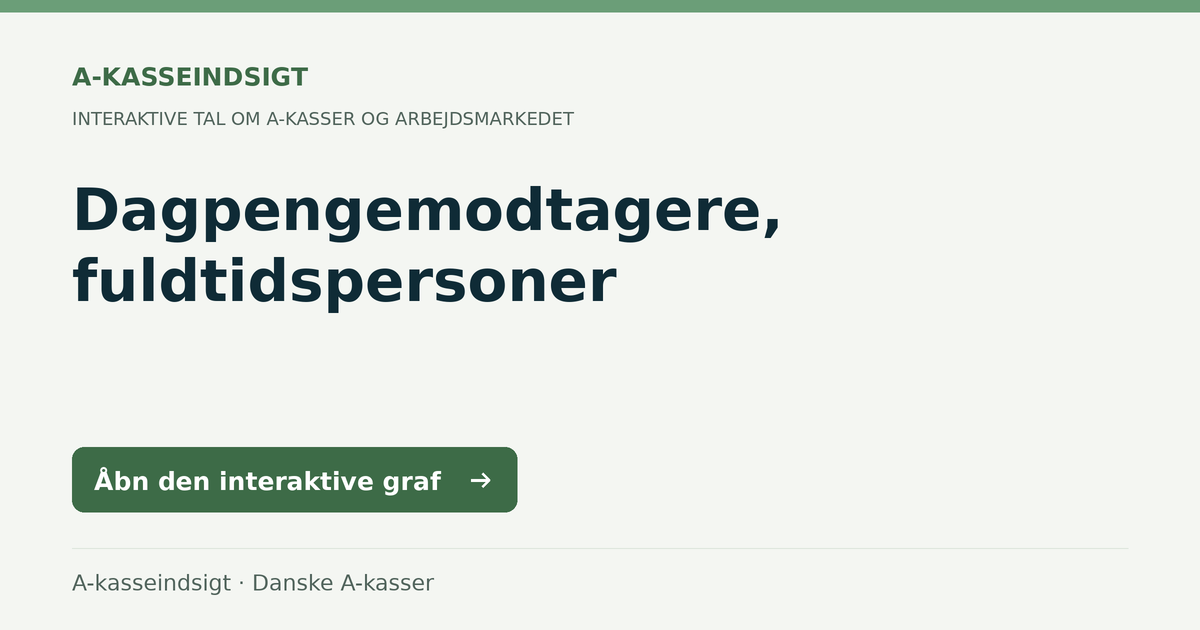 A-KASSEINDSIGT
INTERAKTIVE TAL OM A-KASSER OG ARBEJDSMARKEDET
Dagpengemodtagere,
fuldtidspersoner
Åbn den interaktive graf →
A-kasseindsigt · Danske A-kasser